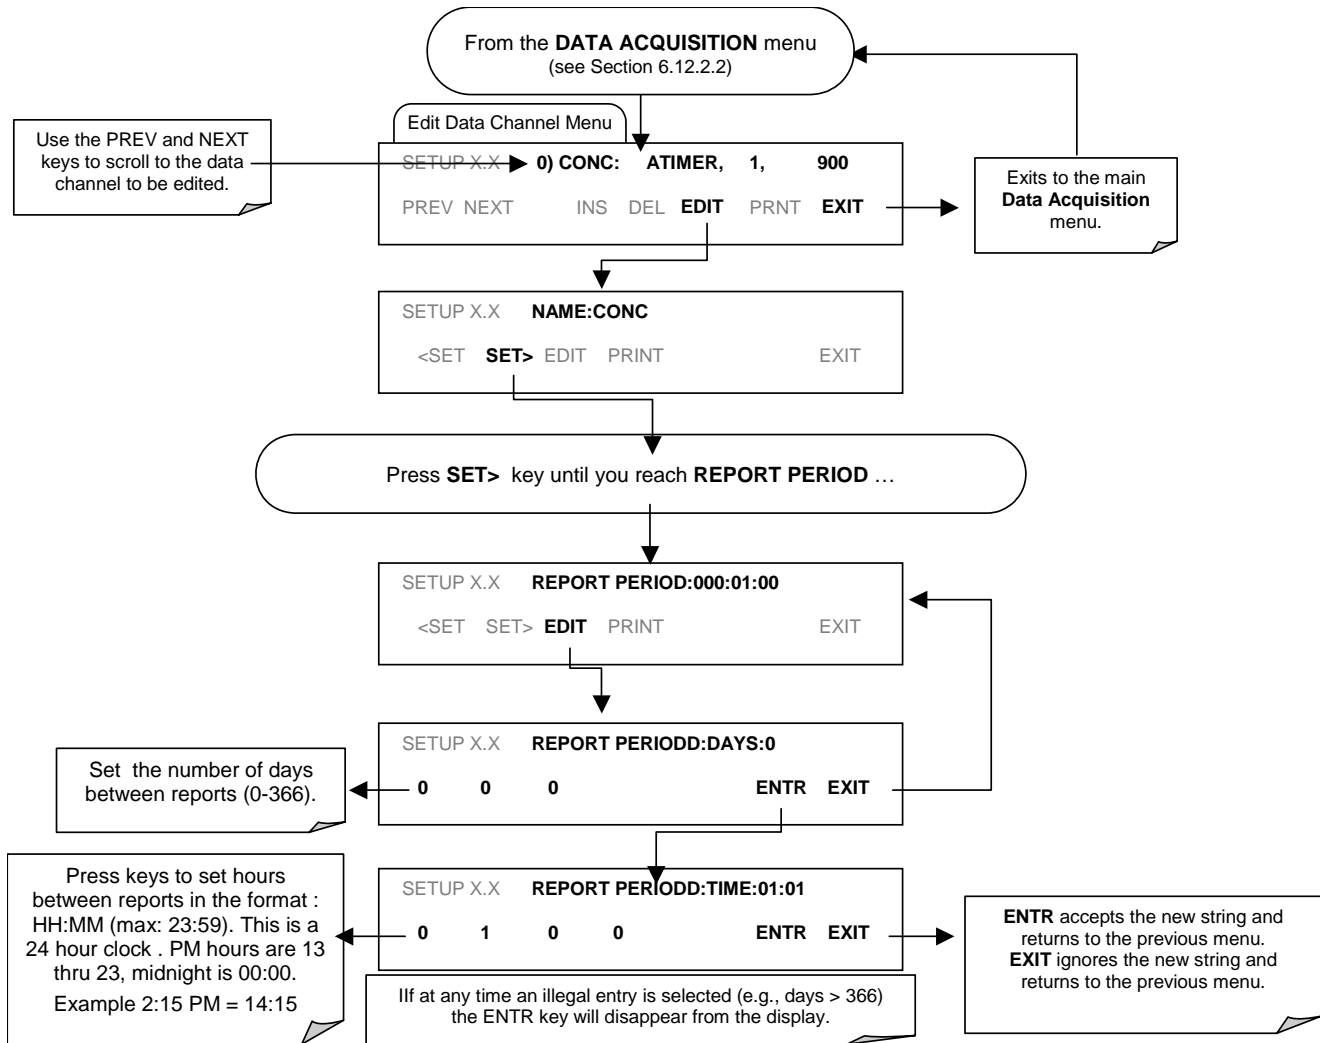 From the DATA ACQUISITION menu
(see Section 6.12.2.2)
Edit Data Channel Menu
Use the PREV and NEXT
keys to scroll to the data
channel to be edited.
SETUP X.X 0) CONC: ATIMER, 1, 900
PREV NEXT INS DEL EDIT PRNT EXIT
Exits to the main
Data Acquisition
menu.
SETUP X.X NAME:CONC
<SET SET> EDIT PRINT EXIT
Press SET> key until you reach REPORT PERIOD …
SETUP X.X REPORT PERIOD:000:01:00
<SET SET> EDIT PRINT EXIT
SETUP X.X REPORT PERIODD:DAYS:0
0 0 0 ENTR EXIT
Set the number of days
between reports (0-366).
SETUP X.X REPORT PERIODD:TIME:01:01
0 1 0 0 ENTR EXIT
Press keys to set hours
between reports in the format :
HH:MM (max: 23:59). This is a
24 hour clock . PM hours are 13
thru 23, midnight is 00:00.
Example 2:15 PM = 14:15
IIf at any time an illegal entry is selected (e.g., days > 366)
the ENTR key will disappear from the display.
ENTR accepts the new string and
returns to the previous menu.
EXIT ignores the new string and
returns to the previous menu.